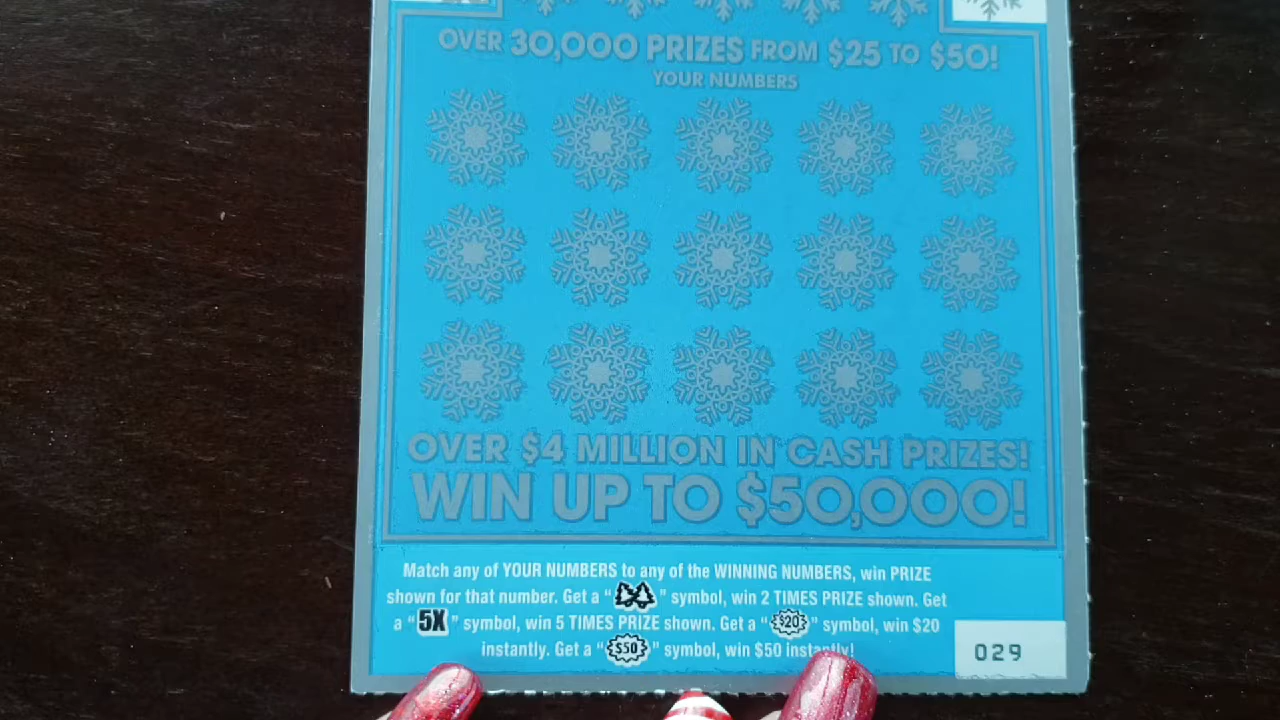 OVER 30,000 PRIZES FROM $25 TO $50!
YOUR NUMBERS
OVER $4 MILLION IN CASH PRIZES!
WIN UP TO $50,000!
Match any of YOUR NUMBERS to any of the WINNING NUMBERS, win PRIZE
shown for that number. Get a " " symbol, win 2 TIMES PRIZE shown. Get
a "5X" symbol, win 5 TIMES PRIZE shown. Get a "$20" symbol, win $20
instantly. Get a "$50" symbol, win $50 instantly!
029